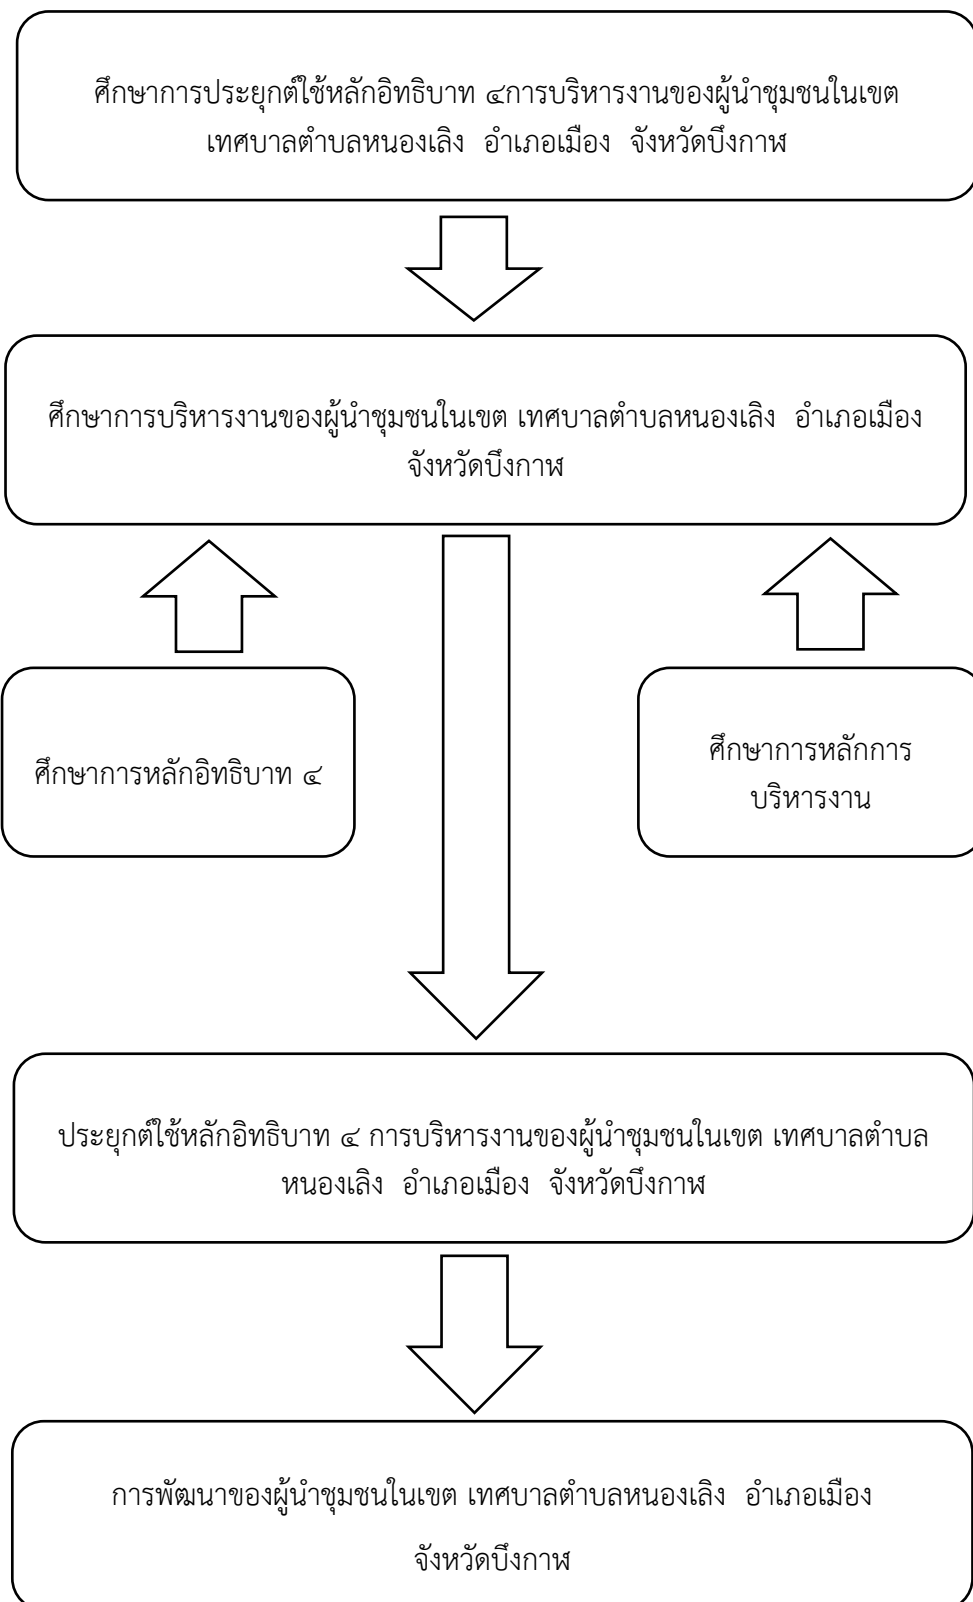 ศึกษาการประยุกต์ใช้หลักอิทธิบาท ๔การบริหารงานของผู้นำชุมชนในเขต
เทศบาลตำบลหนองเลิง อำเภอเมือง จังหวัดบึงกาฬ
ศึกษาการบริหารงานของผู้นำชุมชนในเขต เทศบาลตำบลหนองเลิง อำเภอเมือง
จังหวัดบึงกาฬ
ศึกษาการหลักอิทธิบาท ๔
ศึกษาการหลักการ
บริหารงาน
ประยุกต์ใช้หลักอิทธิบาท ๔ การบริหารงานของผู้นำชุมชนในเขต เทศบาลตำบล
หนองเลิง อำเภอเมือง จังหวัดบึงกาฬ
การพัฒนาของผู้นำชุมชนในเขต เทศบาลตำบลหนองเลิง อำเภอเมือง
จังหวัดบึงกาฬ